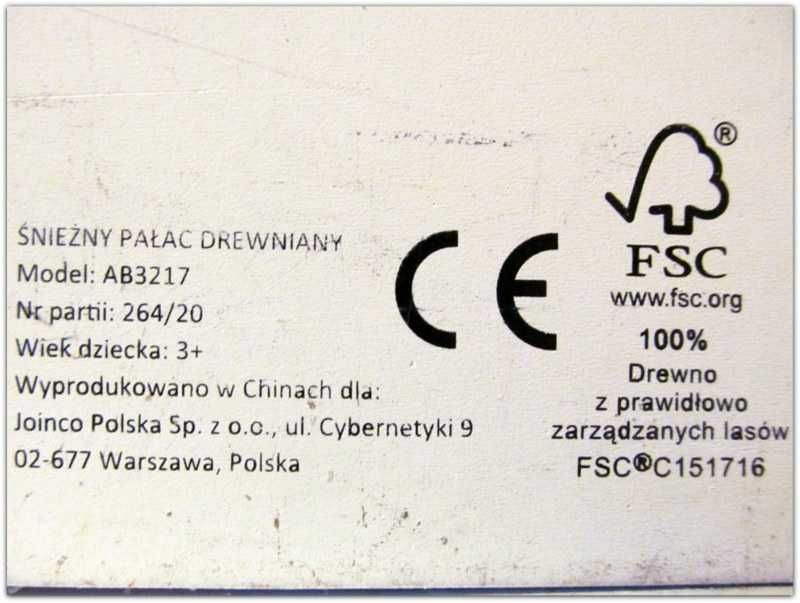 ŚNIEŻNY PAŁAC DREWNIANY
Model: AB3217
Nr partii: 264/20
Wiek dziecka: 3+
Wyprodukowano w Chinach dla:
Joinco Polska Sp. z o.o., ul. Cybernetyki 9
02-677 Warszawa, Polska
CE
®
FSC
www.fsc.org
100%
Drewno
z prawidłowo
zarządzanych lasów
FSC®C151716